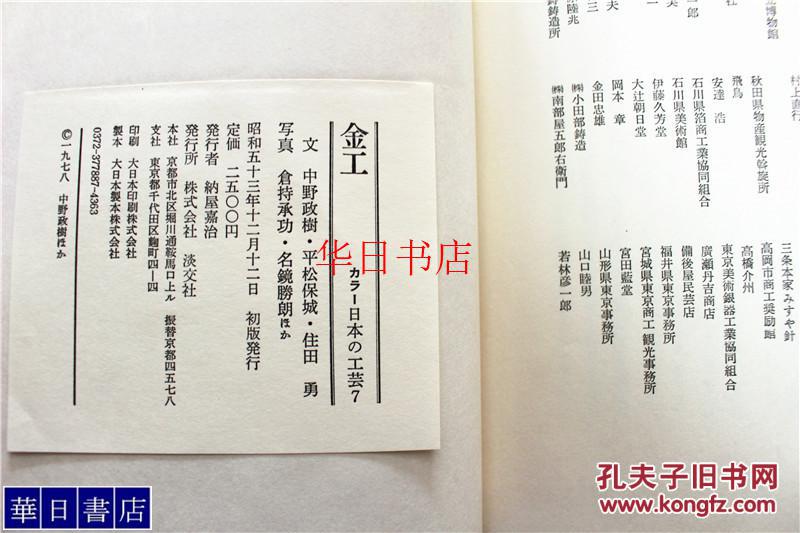 金工
カラー日本の工芸7
文　中野政樹・平松保城・住田　勇
写真　倉持承功・名鏡勝朗ほか
昭和五十三年十二月十二日　初版発行
定価　二五〇〇円
発行者　納屋嘉治
発行所　株式会社　淡交社
本社　京都市北区堀川通鞍馬口上ル　振替京都四五七八
支社　東京都千代田区麴町四ー四
印刷　大日本印刷株式会社
製本　大日本製本株式会社
0372-377887-4363
©一九七八　中野政樹ほか
博物館
村上直行
秋田県物産観光斡旋所
飛鳥
安達　浩
石川県箔商工業協同組合
石川県美術館
伊藤久芳堂
大辻朝日堂
岡本　章
金田忠雄
㈱小田部鋳造
㈱南部屋五郎右衛門
三条本家みすや針
高岡市商工奨励館
高橋介州
東京美術銀器工業協同組合
廣瀬丹吉商店
備後屋民芸店
福井県東京事務所
宮城県東京商工観光事務所
宮田藍堂
山形県東京事務所
山口睦男
若林彦一郎
华日书店
華日書店
孔夫子旧书网
www.kongfz.com